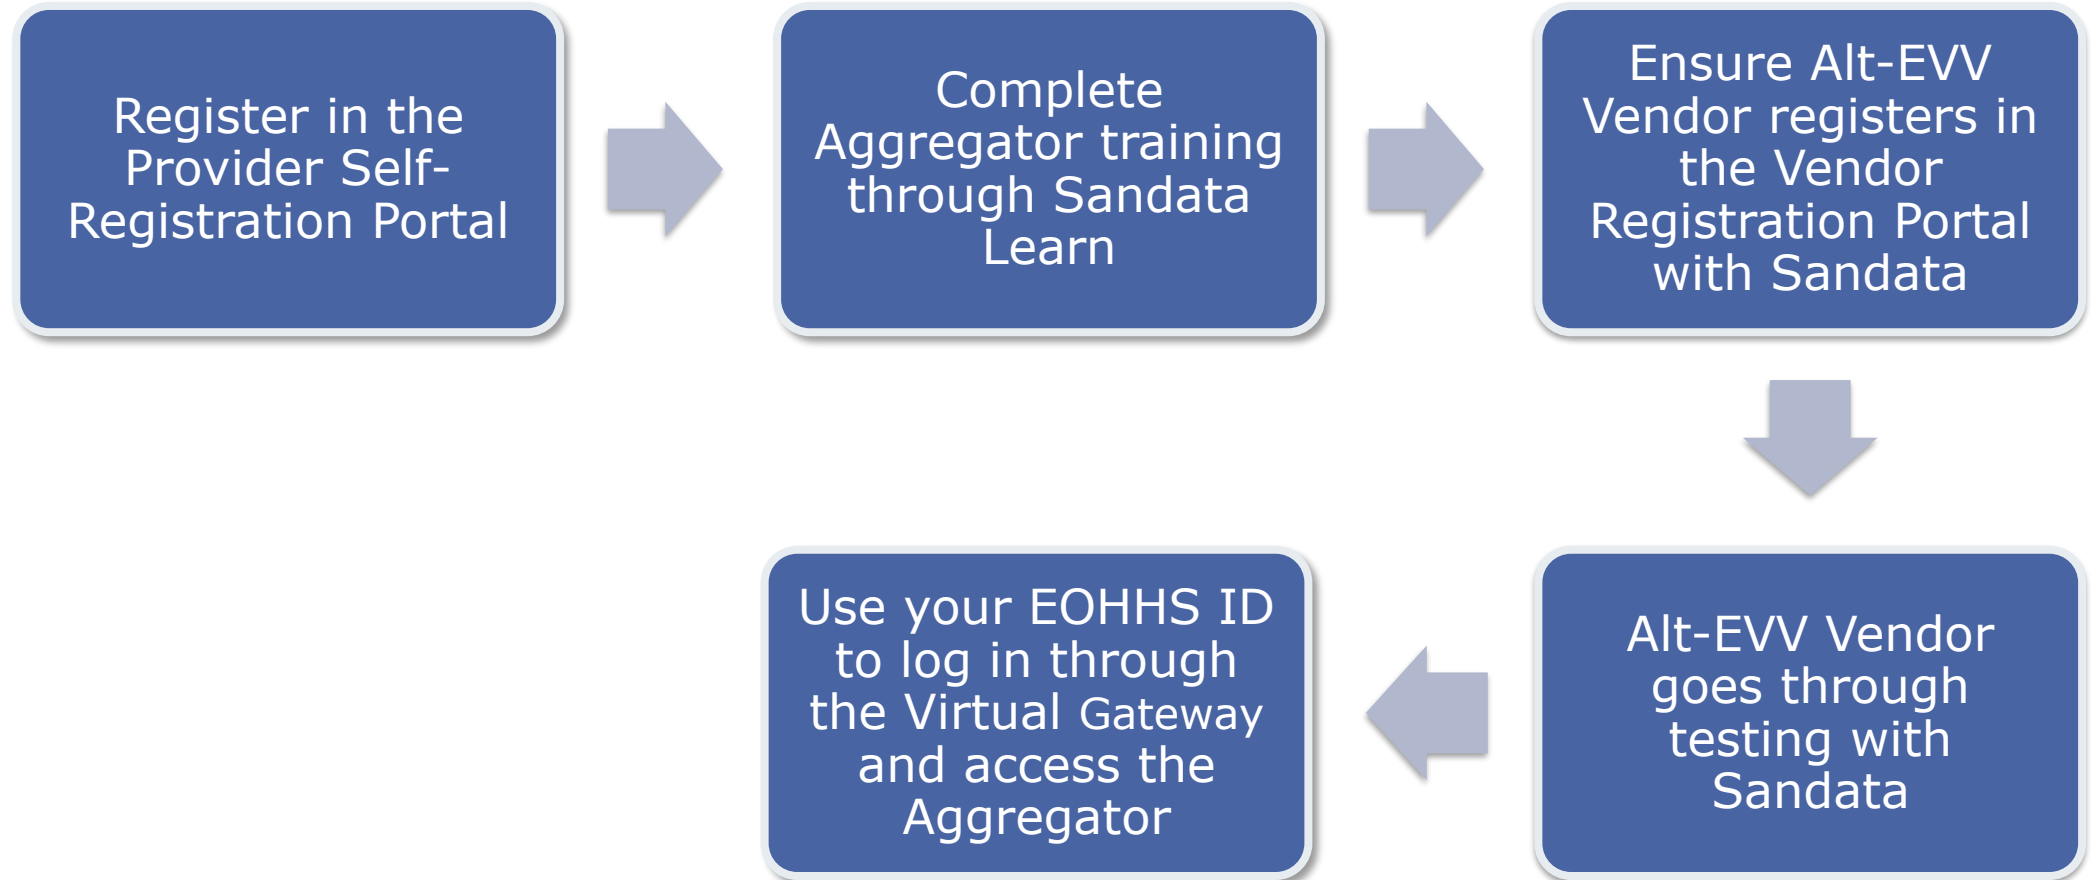 Register in the
Provider Self-
Registration Portal
Complete
Aggregator training
through Sandata
Learn
Ensure Alt-EVV
Vendor registers in
the Vendor
Registration Portal
with Sandata
Alt-EVV Vendor
goes through
testing with
Sandata
Use your EOHHS ID
to log in through
the Virtual Gateway
and access the
Aggregator